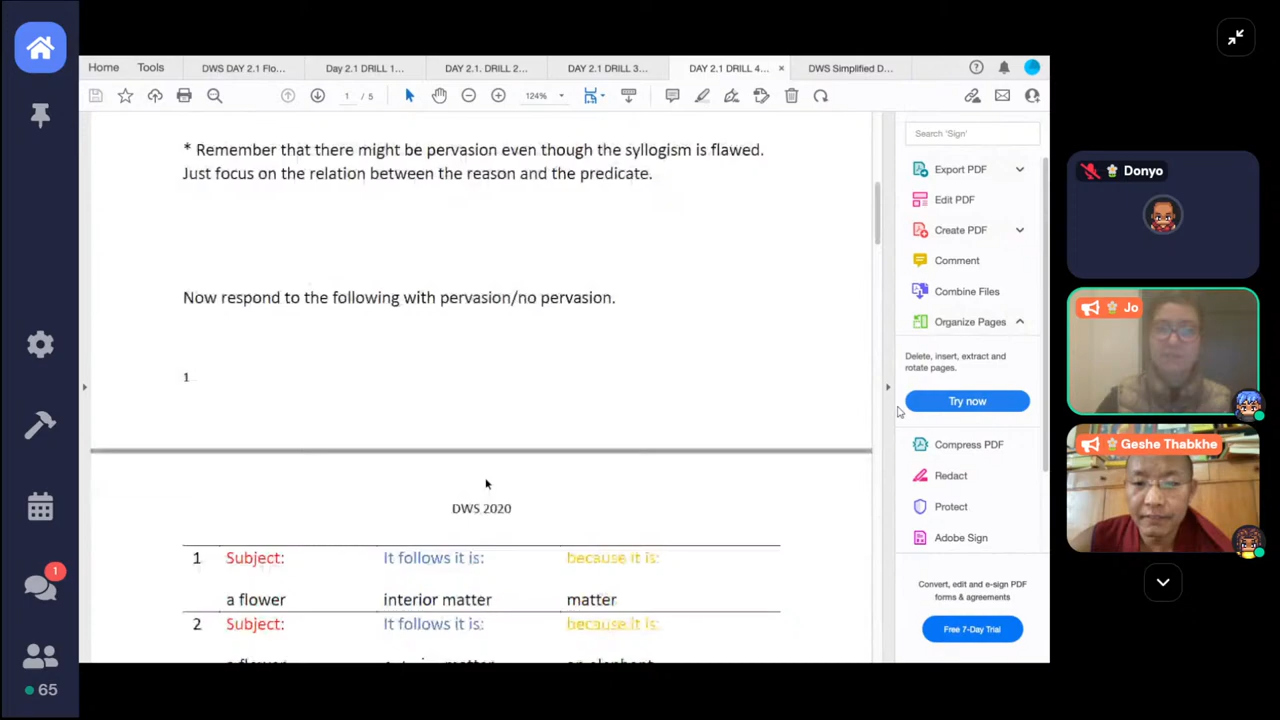 Home Tools DWS DAY 2.1 Flo... Day 2.1 DRILL 1... DAY 2.1. DRILL 2... DAY 2.1 DRILL 3... DAY 2.1 DRILL 4... × DWS Simplified D...
1 / 5 124%
* Remember that there might be pervasion even though the syllogism is flawed.
Just focus on the relation between the reason and the predicate.
Now respond to the following with pervasion/no pervasion.
1
DWS 2020
1 Subject: It follows it is: because it is:
a flower interior matter matter
2 Subject: It follows it is: because it is:
a flower matter an elephant
Search 'Sign'
Export PDF
Edit PDF
Create PDF
Comment
Combine Files
Organize Pages
Delete, insert, extract and
rotate pages.
Try now
Compress PDF
Redact
Protect
Adobe Sign
Convert, edit and e-sign PDF
forms & agreements
Free 7-Day Trial
Donyo
Jo
Geshe Thabkhe
1
65